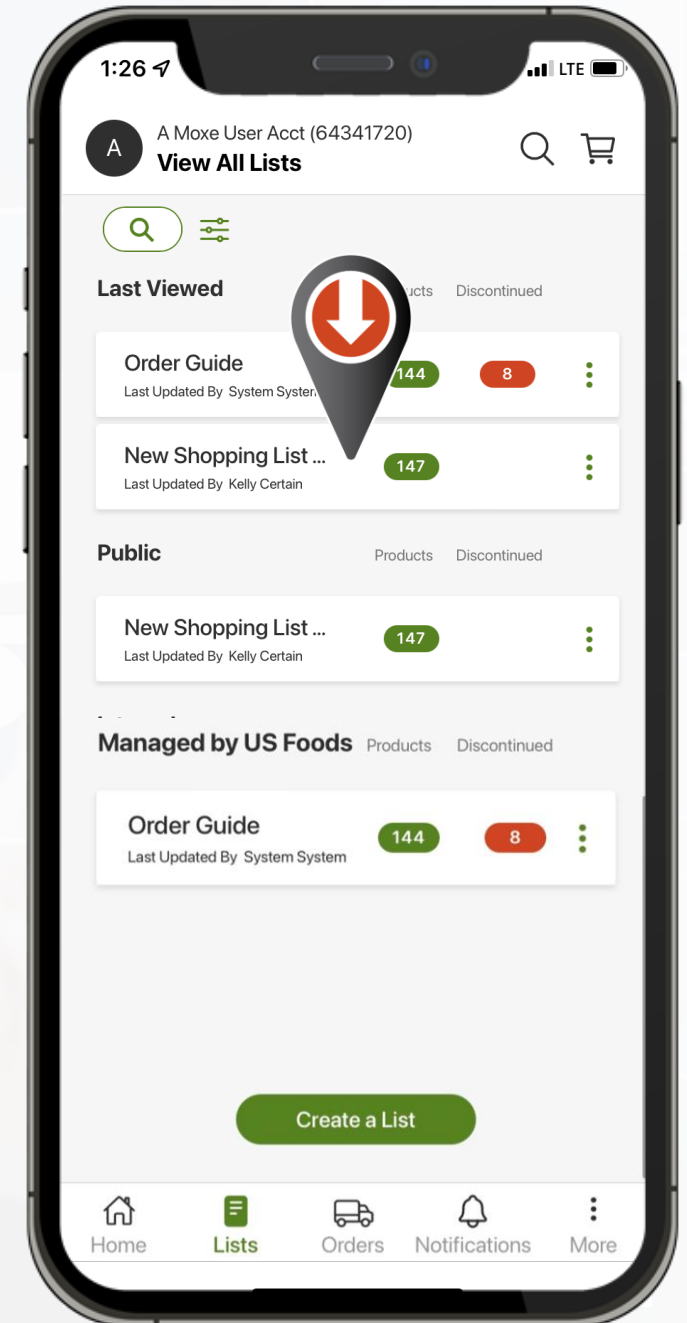 1:26 LTE
A Moxe User Acct (64341720)
A View All Lists
Last Viewed Discontinued
Order Guide
144 8
Last Updated By System
New Shopping List ...
147
Last Updated By Kelly Certain
Public Products Discontinued
New Shopping List ...
147
Last Updated By Kelly Certain
Managed by US Foods Products Discontinued
Order Guide
144 8
Last Updated By System System
Create a List
Home Lists Orders Notifications More